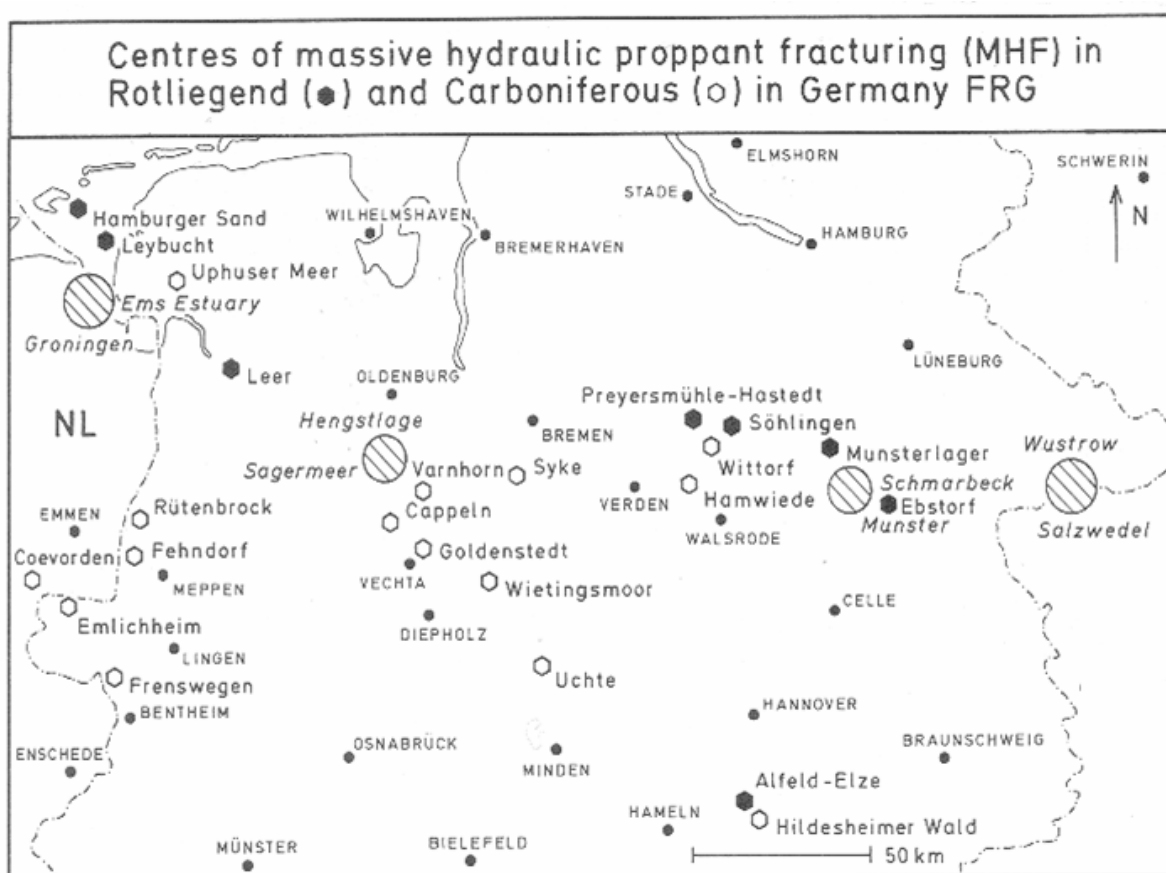 Centres of massive hydraulic proppant fracturing (MHF) in
Rotliegend (⬢) and Carboniferous (⬡) in Germany FRG
ELMSHORN
SCHWERIN
STADE
Hamburger Sand
WILHELMSHAVEN
N
Leybucht
BREMERHAVEN
HAMBURG
Uphuser Meer
Ems Estuary
Groningen
LÜNEBURG
Leer
OLDENBURG
Preyersmühle-Hastedt
NL
Hengstlage
BREMEN
Söhlingen
Wustrow
Sagermeer
Varnhorn
Syke
Wittorf
Munsterlager
Schmarbeck
Rütenbrock
Cappeln
VERDEN
Hamwiede
Ebstorf
EMMEN
WALSRODE
Munster
Salzwedel
Coevorden
Fehndorf
Goldenstedt
MEPPEN
VECHTA
Wietingsmoor
CELLE
Emlichheim
DIEPHOLZ
LINGEN
Frenswegen
Uchte
BENTHEIM
HANNOVER
ENSCHEDE
OSNABRÜCK
MINDEN
BRAUNSCHWEIG
Alfeld-Elze
HAMELN
Hildesheimer Wald
MÜNSTER
BIELEFELD
50 km